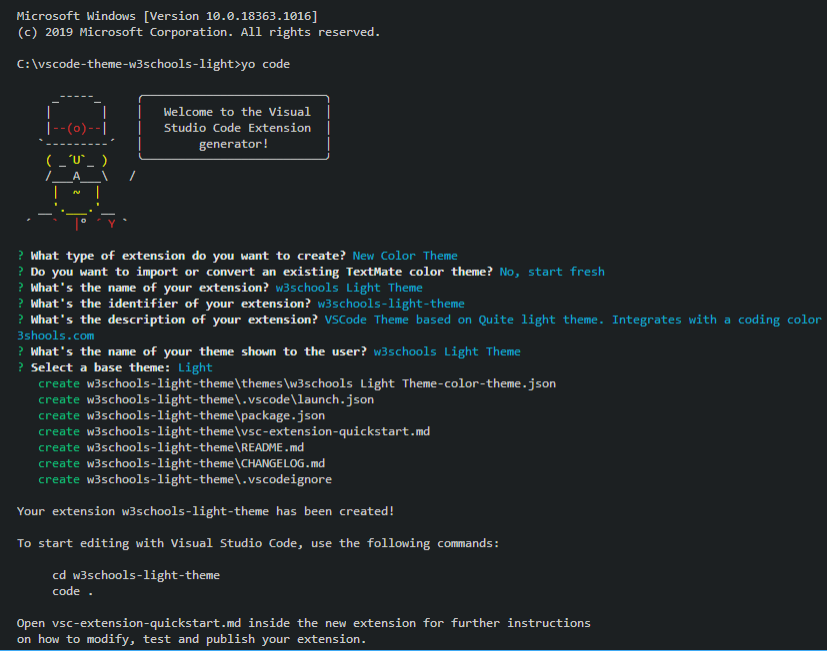 Microsoft Windows [Version 10.0.18363.1016]
(c) 2019 Microsoft Corporation. All rights reserved.
C:\vscode-theme-w3schools-light>yo code
Welcome to the Visual
Studio Code Extension
generator!
? What type of extension do you want to create? New Color Theme
? Do you want to import or convert an existing TextMate color theme? No, start fresh
? What's the name of your extension? w3schools Light Theme
? What's the identifier of your extension? w3schools-light-theme
? What's the description of your extension? VSCode Theme based on Quite light theme. Integrates with a coding color
3shools.com
? What's the name of your theme shown to the user? w3schools Light Theme
? Select a base theme: Light
create w3schools-light-theme\themes\w3schools Light Theme-color-theme.json
create w3schools-light-theme\.vscode\launch.json
create w3schools-light-theme\package.json
create w3schools-light-theme\vsc-extension-quickstart.md
create w3schools-light-theme\README.md
create w3schools-light-theme\CHANGELOG.md
create w3schools-light-theme\.vscodeignore
Your extension w3schools-light-theme has been created!
To start editing with Visual Studio Code, use the following commands:
cd w3schools-light-theme
code .
Open vsc-extension-quickstart.md inside the new extension for further instructions
on how to modify, test and publish your extension.